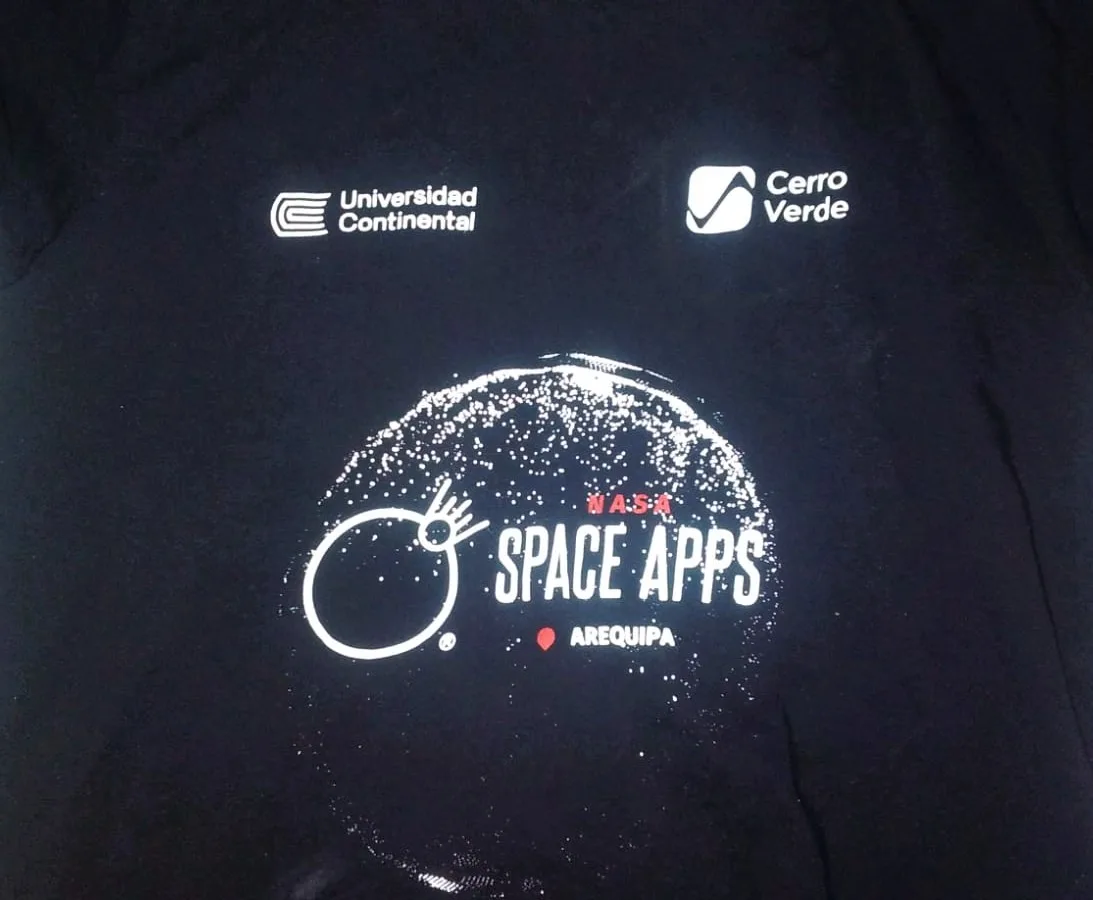 Universidad
Continental
Cerro
Verde
NASA
SPACE APPS
®
AREQUIPA